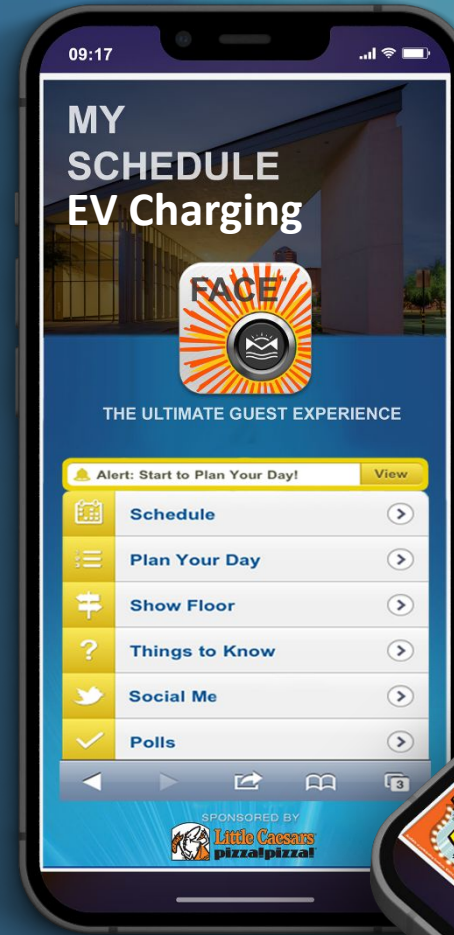 09:17
MY
SCHEDULE
EV Charging
FACE
THE ULTIMATE GUEST EXPERIENCE
Alert: Start to Plan Your Day!
View
Schedule
Plan Your Day
Show Floor
? Things to Know
Social Me
Polls
3
SPONSORED BY
Little Caesars
pizza!pizza!